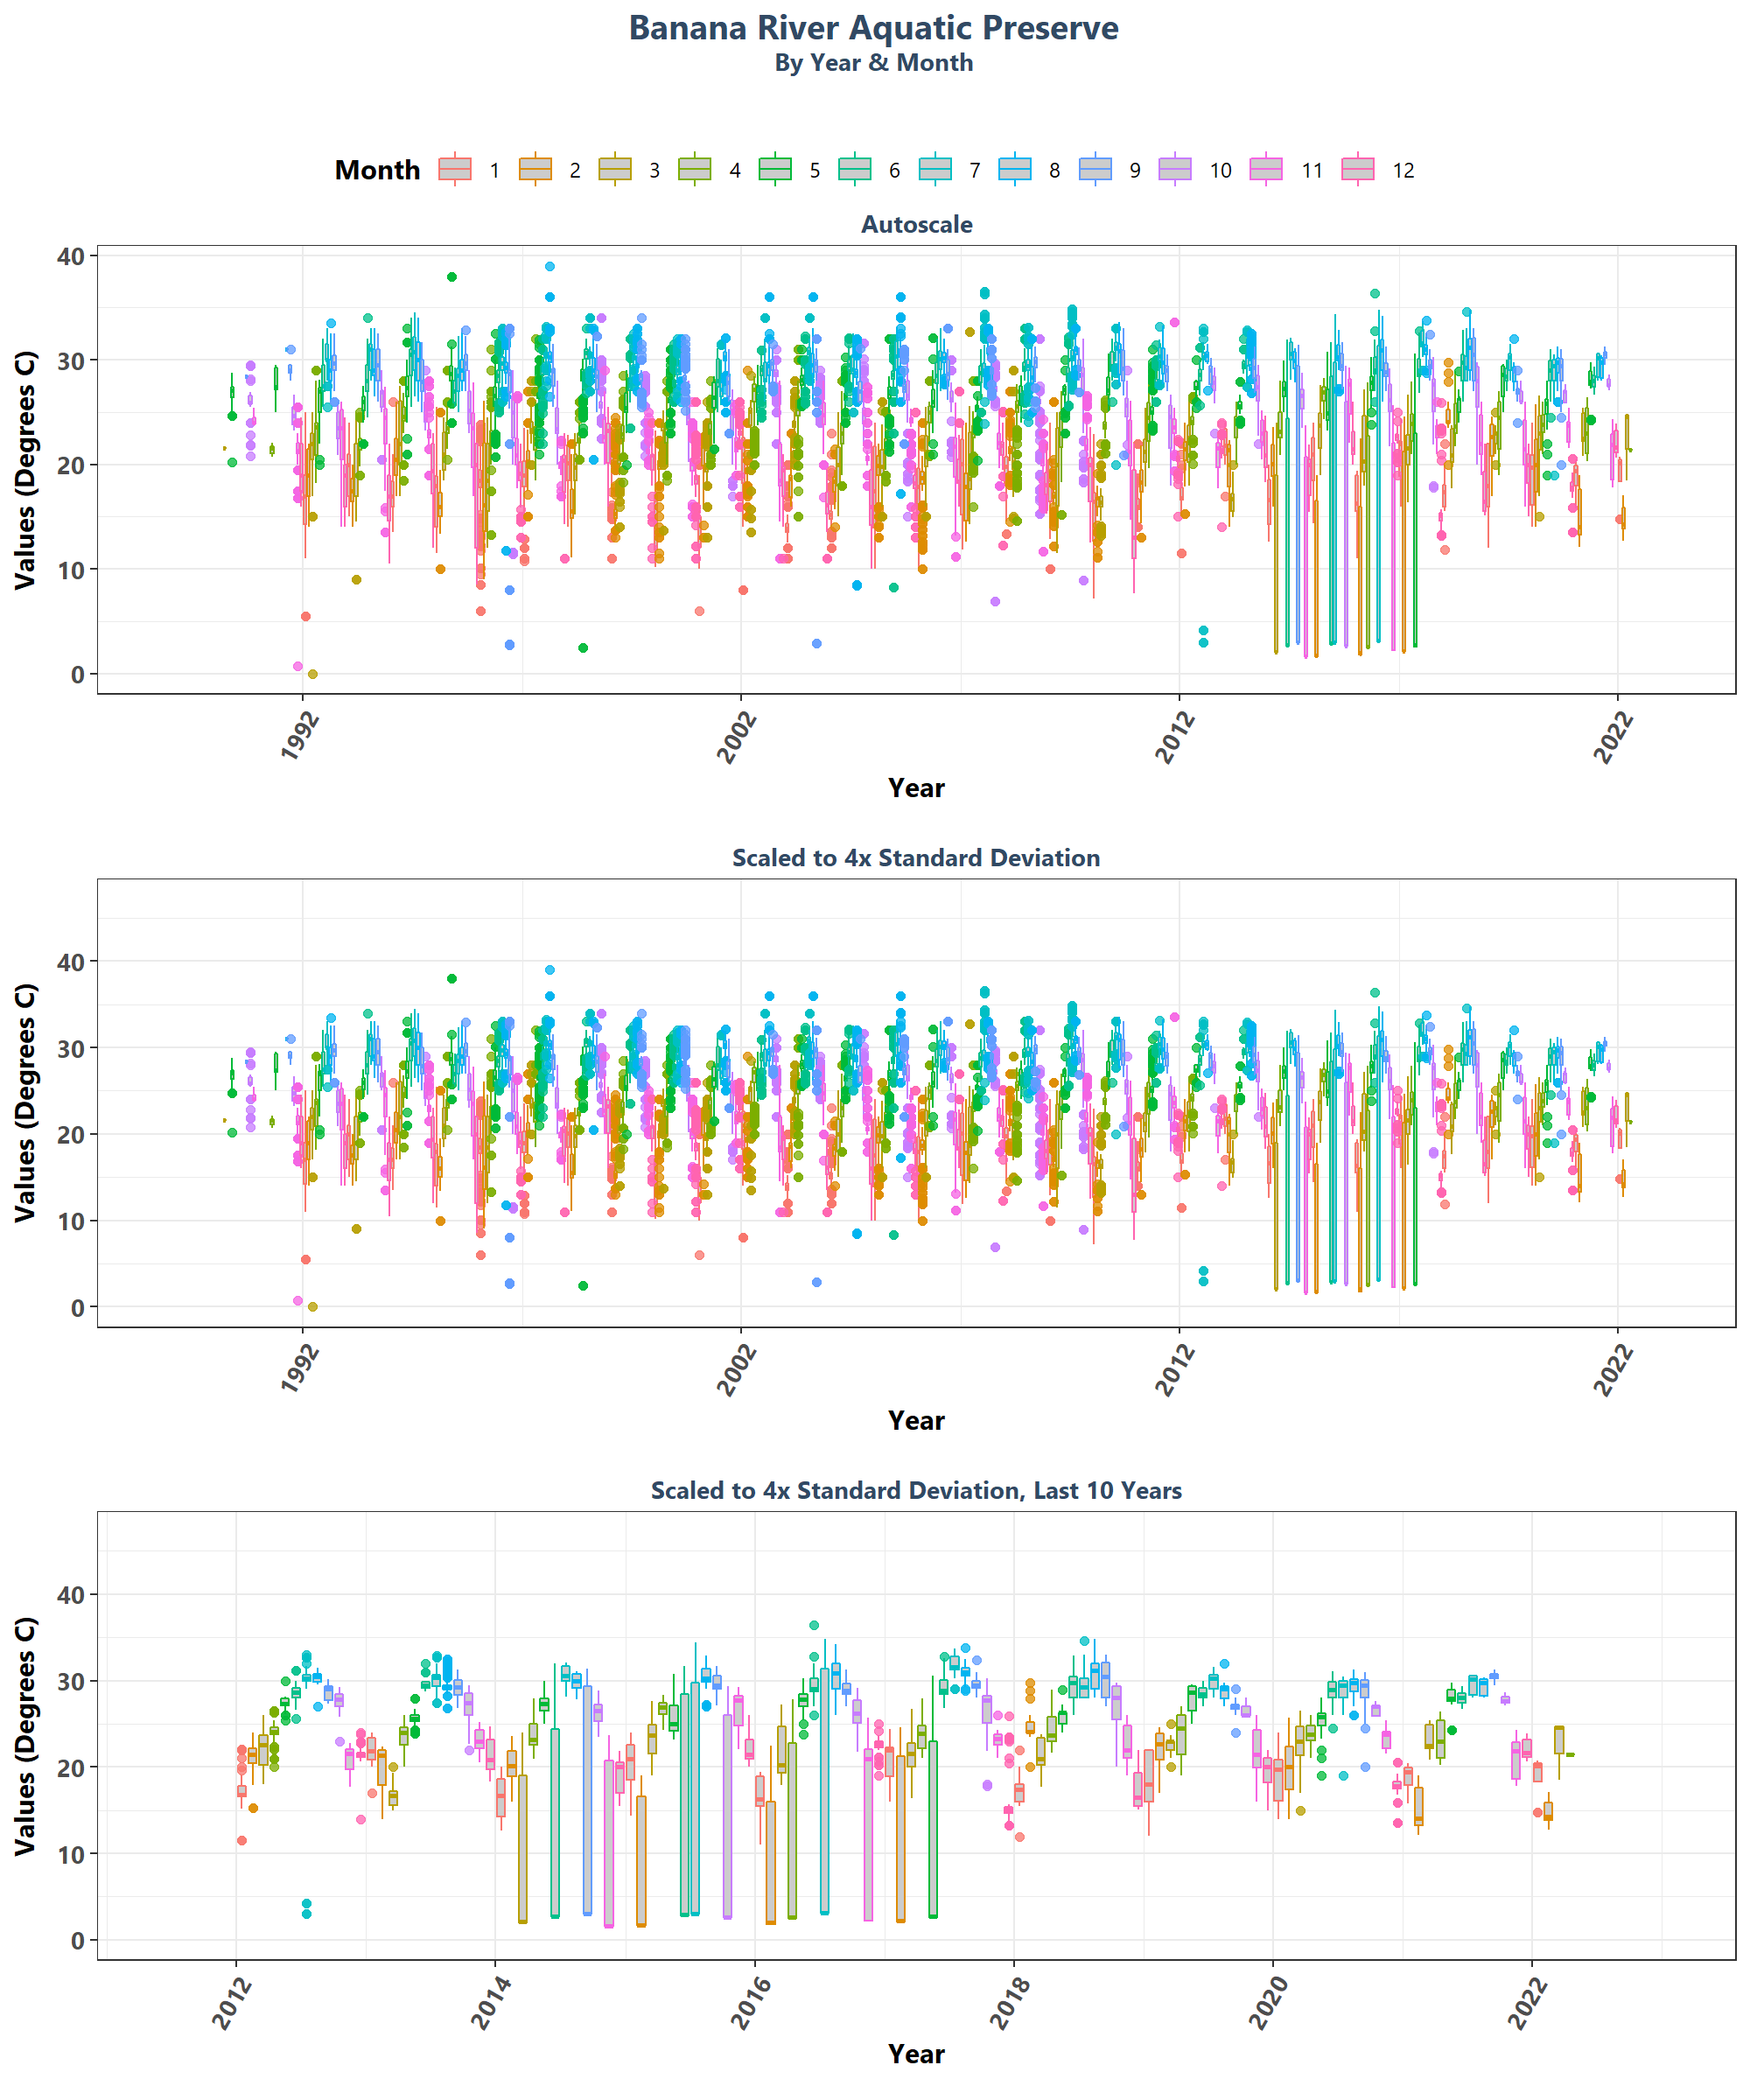 Banana River Aquatic Preserve
By Year & Month
Month 1 2 3 4 5 6 7 8 9 10 11 12
Autoscale
Values (Degrees C)
40
30
20
10
0
1992 2002 2012 2022
Year
Scaled to 4x Standard Deviation
Values (Degrees C)
40
30
20
10
0
1992 2002 2012 2022
Year
Scaled to 4x Standard Deviation, Last 10 Years
Values (Degrees C)
40
30
20
10
0
2012 2014 2016 2018 2020 2022
Year